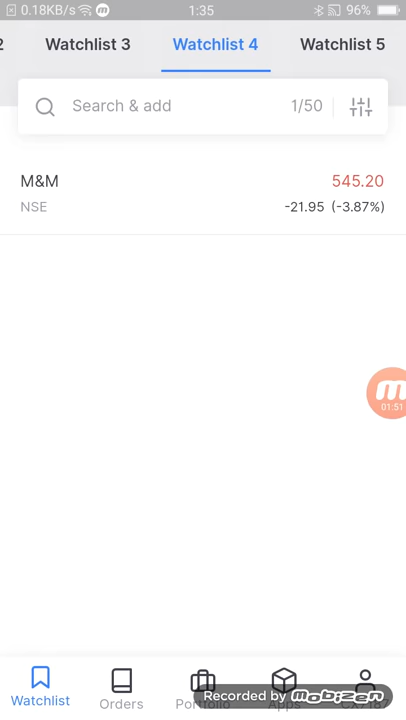 0.18KB/s 1:35 96%
2 Watchlist 3 Watchlist 4 Watchlist 5
Search & add 1/50
M&M 545.20
NSE -21.95 (-3.87%)
01:51
Watchlist Orders Portfolio Apps
Recorded by mobizen